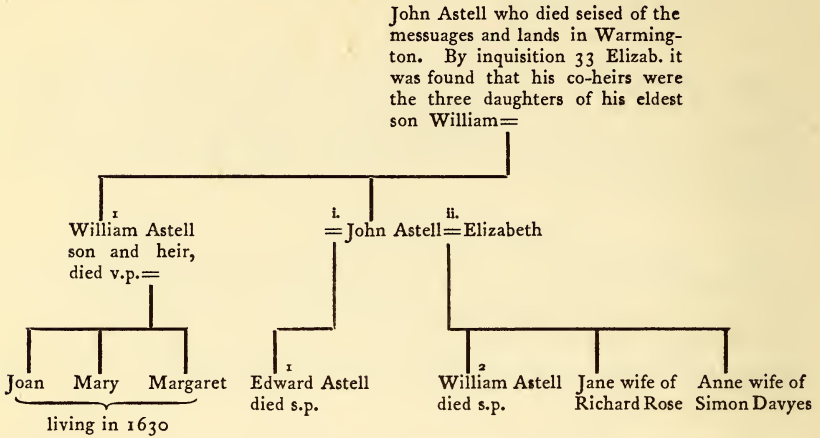 John Astell who died seised of the
messuages and lands in Warming-
ton. By inquisition 33 Elizab. it
was found that his co-heirs were
the three daughters of his eldest
son William=
1
i.
ii.
William Astell
=John Astell=Elizabeth
son and heir,
died v.p.=
1
2
Joan Mary Margaret
Edward Astell
William Astell
Jane wife of
Anne wife of
died s.p.
died s.p.
Richard Rose
Simon Davyes
living in 1630